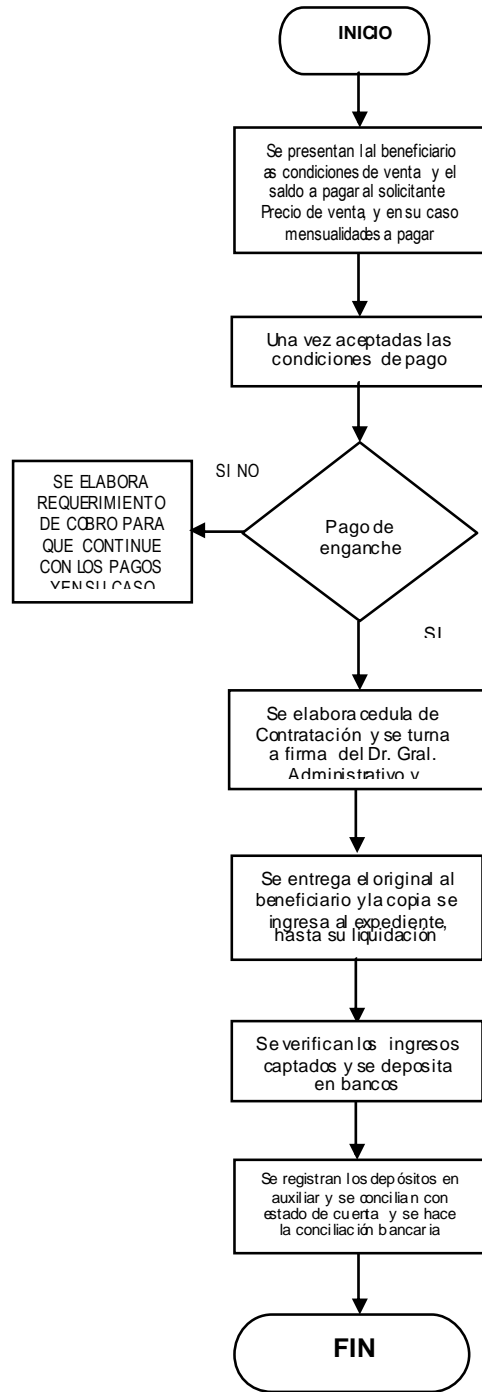 INICIO
Se presentan lal beneficiario
as condiciones de venta y el
saldo a pagar al solicitante
Precio de venta, y en su caso
mensualidades a pagar
Una vez aceptadas las
condiciones de pago
SI NO
SE ELABORA
REQUERIMIENTO
DE COBRO PARA
QUE CONTINUE
CON LOS PAGOS
Y EN SU CASO
Pago de
enganche
SI
Se elabora cedula de
Contratación y se turna
a firma del Dr. Gral.
Administrativo y
Se entrega el original al
beneficiario y la copia se
ingresa al expediente,
hasta su liquidación
Se verifican los ingresos
captados y se deposita
en bancos
Se registran los depósitos en
auxiliar y se concilian con
estado de cuenta y se hace
la conciliación bancaria
FIN